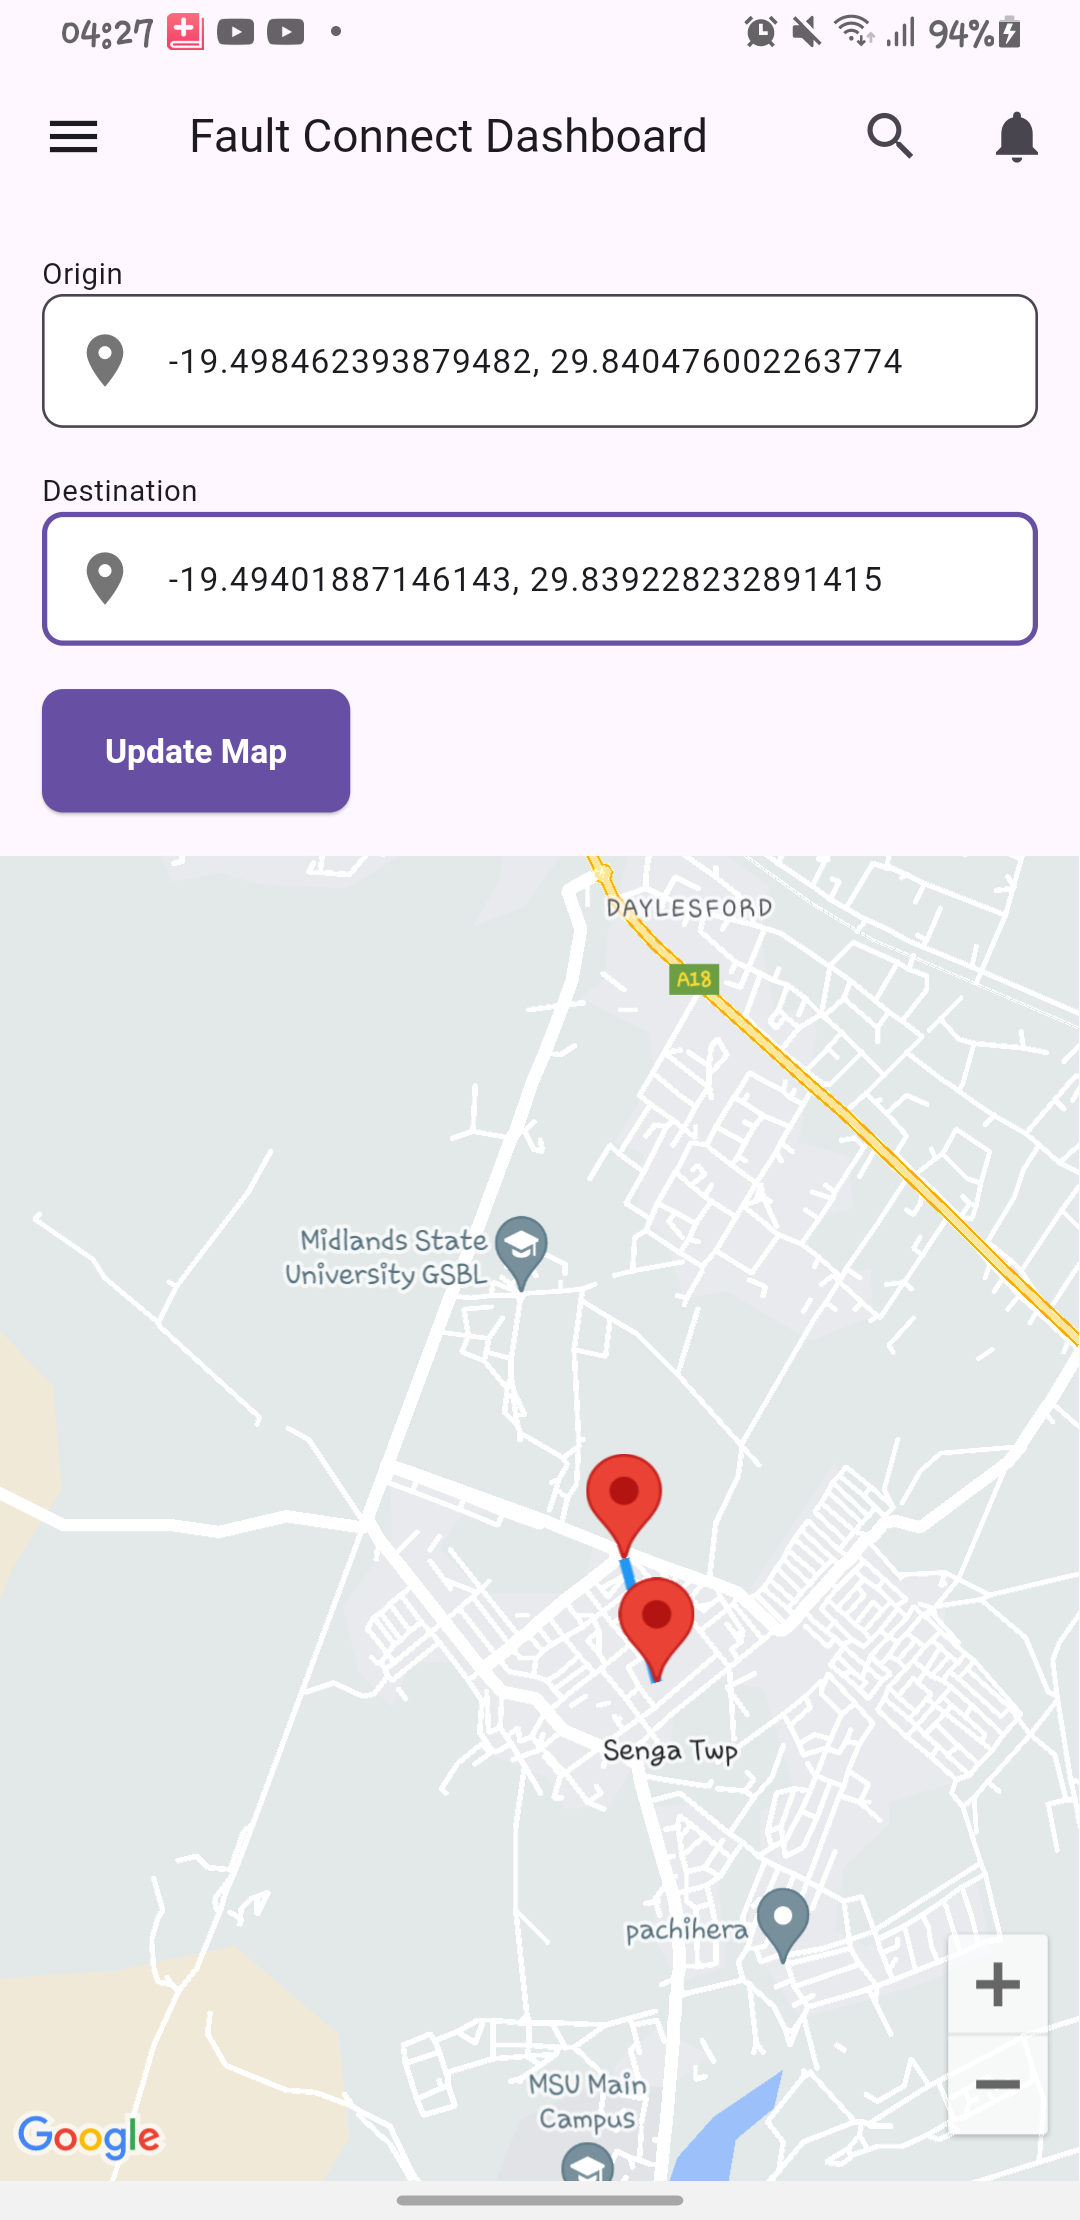 04:27
94%
Fault Connect Dashboard
Origin
-19.498462393879482, 29.840476002263774
Destination
-19.49401887146143, 29.839228232891415
Update Map
DAYLESFORD
A18
Midlands State
University GSBL
Senga Twp
pachihera
MSU Main
Campus
Google